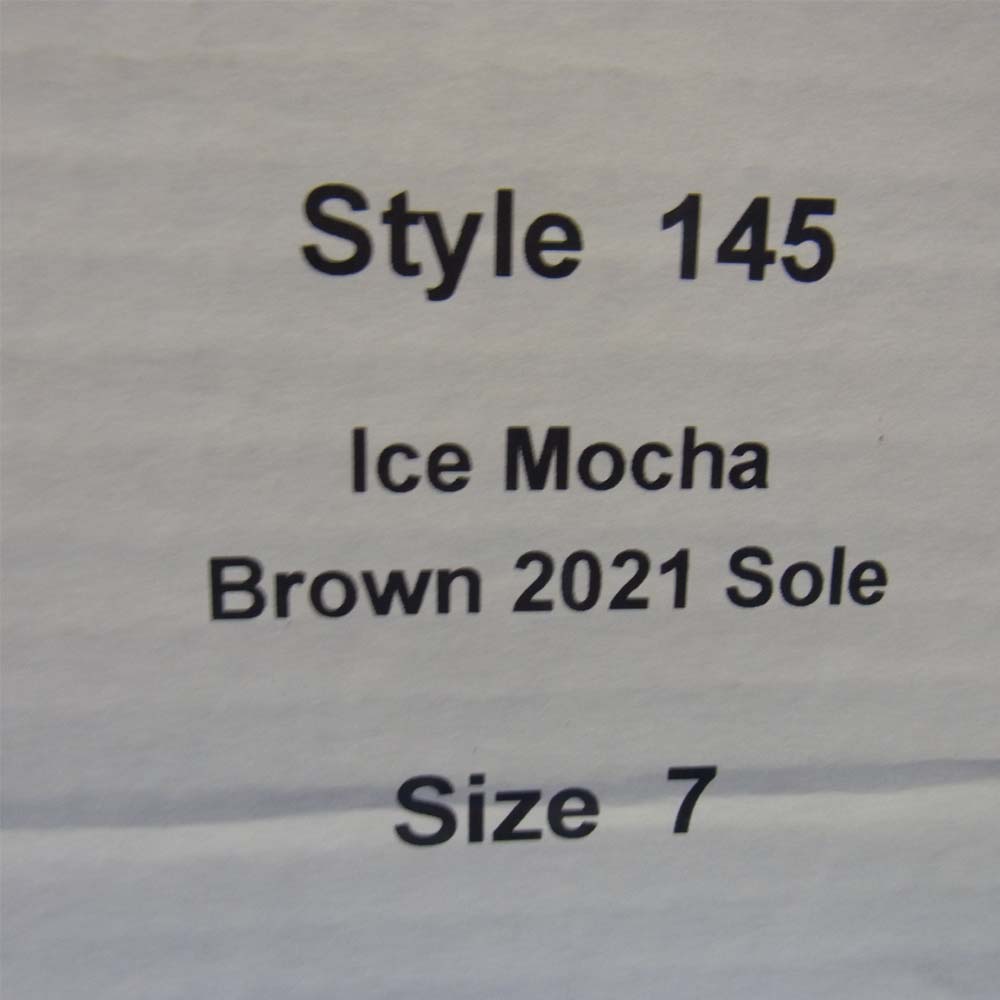 Style 145
Ice Mocha
Brown 2021 Sole
Size 7